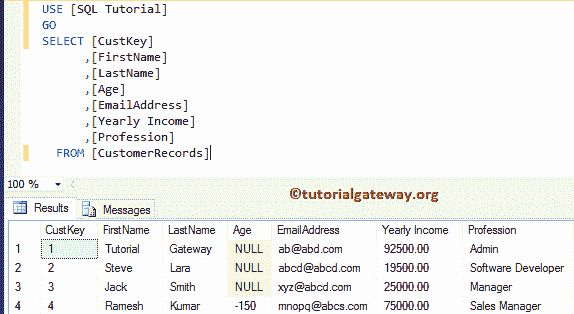 USE [SQL Tutorial]
GO
SELECT [CustKey]
,[FirstName]
,[LastName]
,[Age]
,[EmailAddress]
,[Yearly Income]
,[Profession]
FROM [CustomerRecords]
100 %
©tutorialgateway.org
Results Messages
CustKey FirstName LastName Age EmailAddress Yearly Income Profession
1 1 Tutorial Gateway NULL ab@abd.com 92500.00 Admin
2 2 Steve Lara NULL abcd@abcd.com 19500.00 Software Developer
3 3 Jack Smith NULL xyz@abcd.com 25000.00 Manager
4 4 Ramesh Kumar -150 mnopq@abcs.com 75000.00 Sales Manager